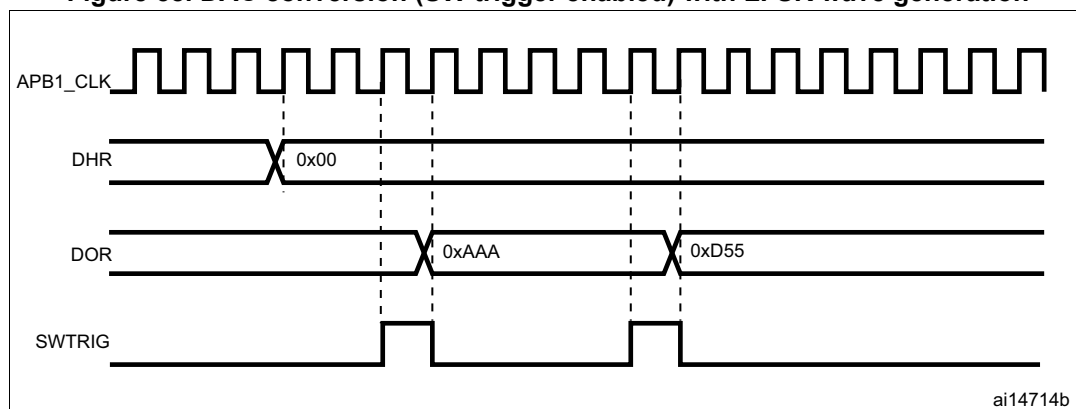 APB1_CLK
DHR
0x00
DOR
0xAAA
0xD55
SWTRIG
ai14714b